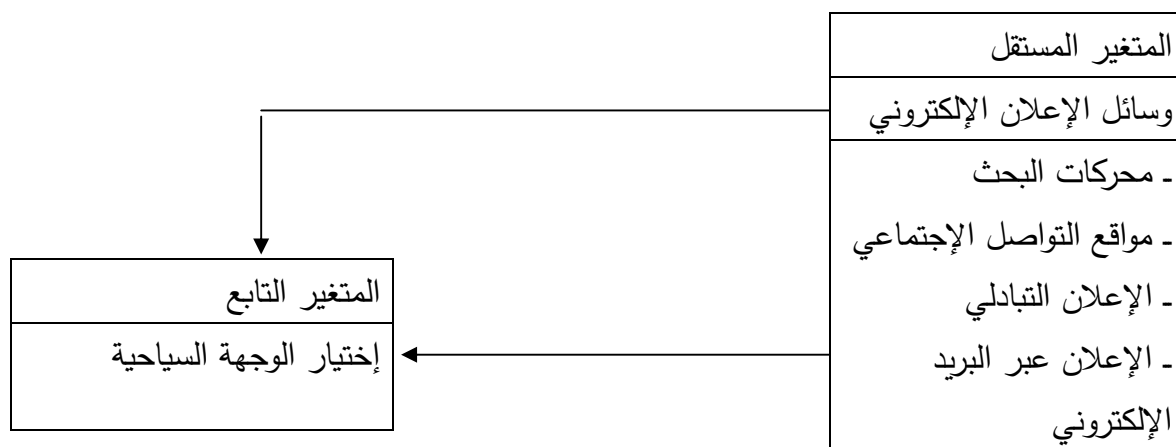 المتغير المستقل
وسائل الإعلان الإلكتروني
ـ محركات البحث
ـ مواقع التواصل الإجتماعي
ـ الإعلان التبادلي
ـ الإعلان عبر البريد
الإلكتروني
المتغير التابع
إختيار الوجهة السياحية